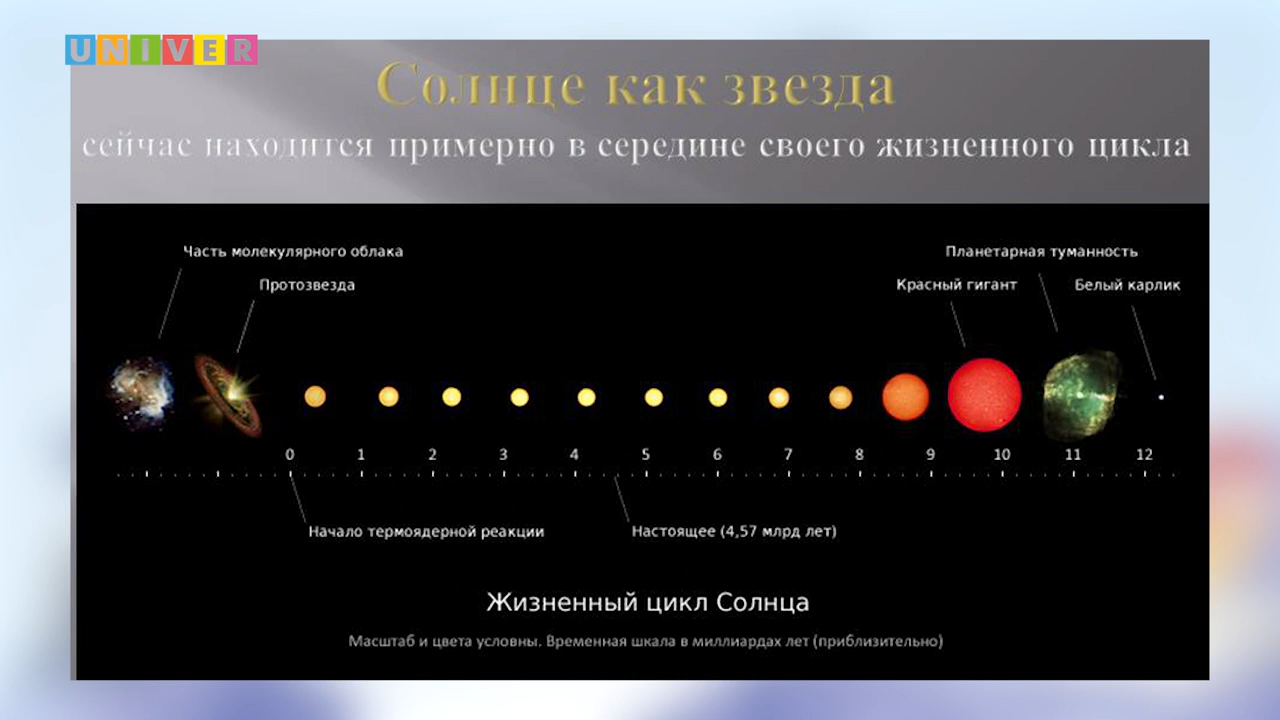 UNIVER
Солнце как звезда
сейчас находится примерно в середине своего жизненного цикла
Часть молекулярного облака
Планетарная туманность
Протозвезда
Красный гигант
Белый карлик
0 1 2 3 4 5 6 7 8 9 10 11 12
Начало термоядерной реакции
Настоящее (4,57 млрд лет)
Жизненный цикл Солнца
Масштаб и цвета условны. Временная шкала в миллиардах лет (приблизительно)